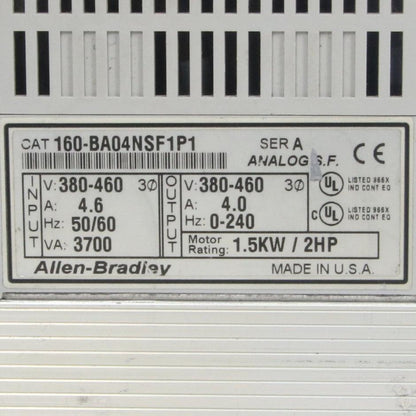 CAT 160-BA04NSF1P1 SER A
ANALOG S.F. CE
INPUT
V: 380-460 3Ø
A: 4.6
Hz: 50/60
VA: 3700
OUTPUT
V: 380-460 3Ø
A: 4.0
Hz: 0-240
Motor Rating: 1.5KW / 2HP
UL LISTED 966X
IND CONT EQ
C UL LISTED 966X
IND CONT EQ
Allen-Bradley MADE IN U.S.A.